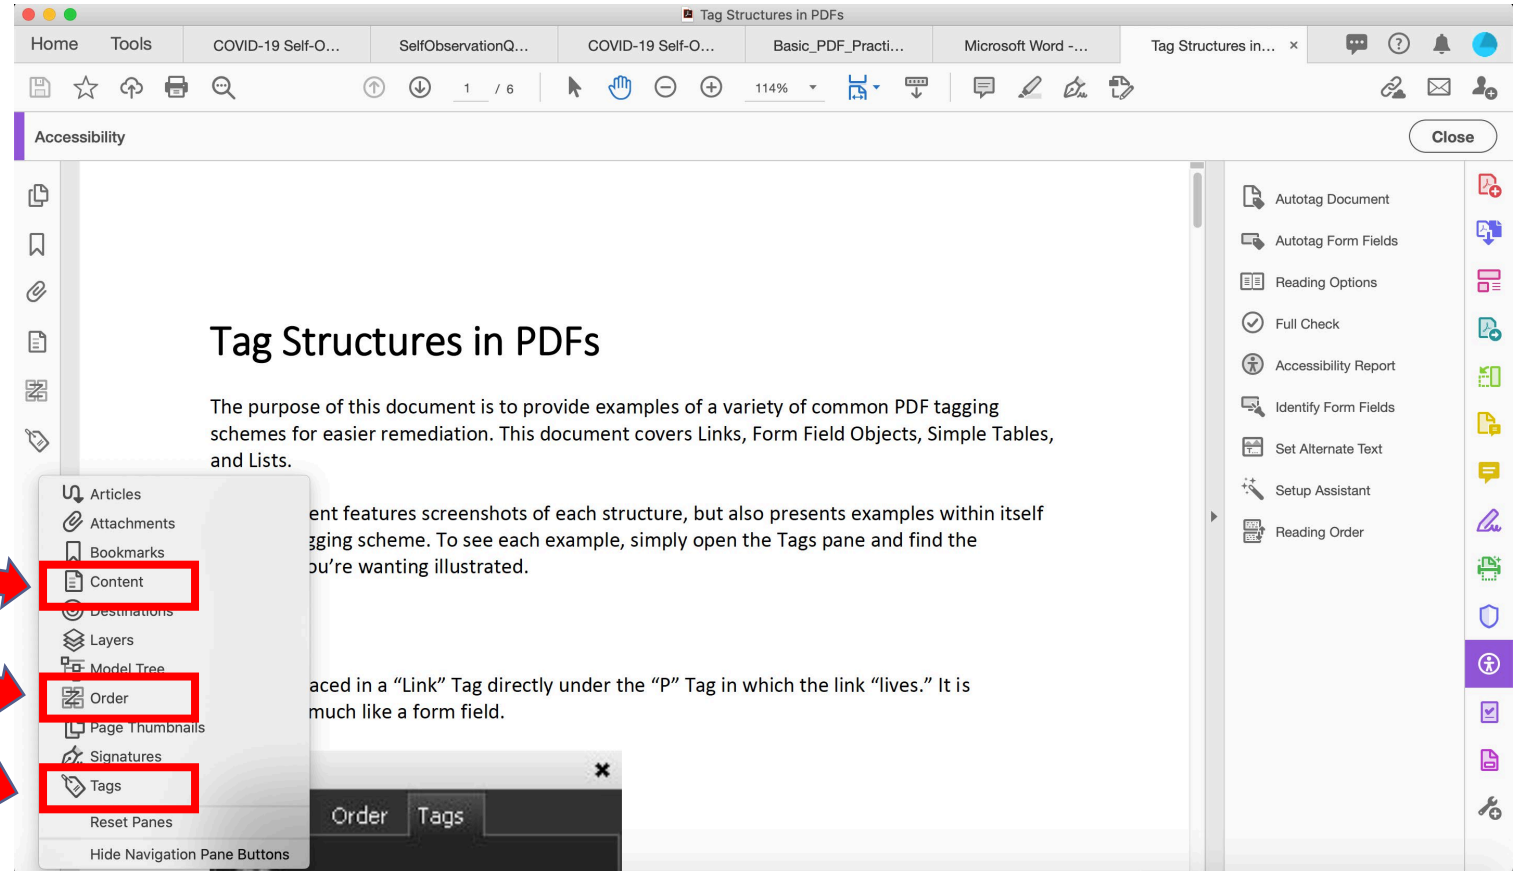 Tag Structures in PDFs
Home Tools COVID-19 Self-O... SelfObservationQ... COVID-19 Self-O... Basic_PDF_Practi... Microsoft Word -... Tag Structures in... ×
1 / 6 114%
Accessibility Close
Tag Structures in PDFs
The purpose of this document is to provide examples of a variety of common PDF tagging
schemes for easier remediation. This document covers Links, Form Field Objects, Simple Tables,
and Lists.
ent features screenshots of each structure, but also presents examples within itself
gging scheme. To see each example, simply open the Tags pane and find the
ou’re wanting illustrated.
aced in a “Link” Tag directly under the “P” Tag in which the link “lives.” It is
much like a form field.
Order Tags
Articles
Attachments
Bookmarks
Content
Destinations
Layers
Model Tree
Order
Page Thumbnails
Signatures
Tags
Reset Panes
Hide Navigation Pane Buttons
Autotag Document
Autotag Form Fields
Reading Options
Full Check
Accessibility Report
Identify Form Fields
Set Alternate Text
Setup Assistant
Reading Order